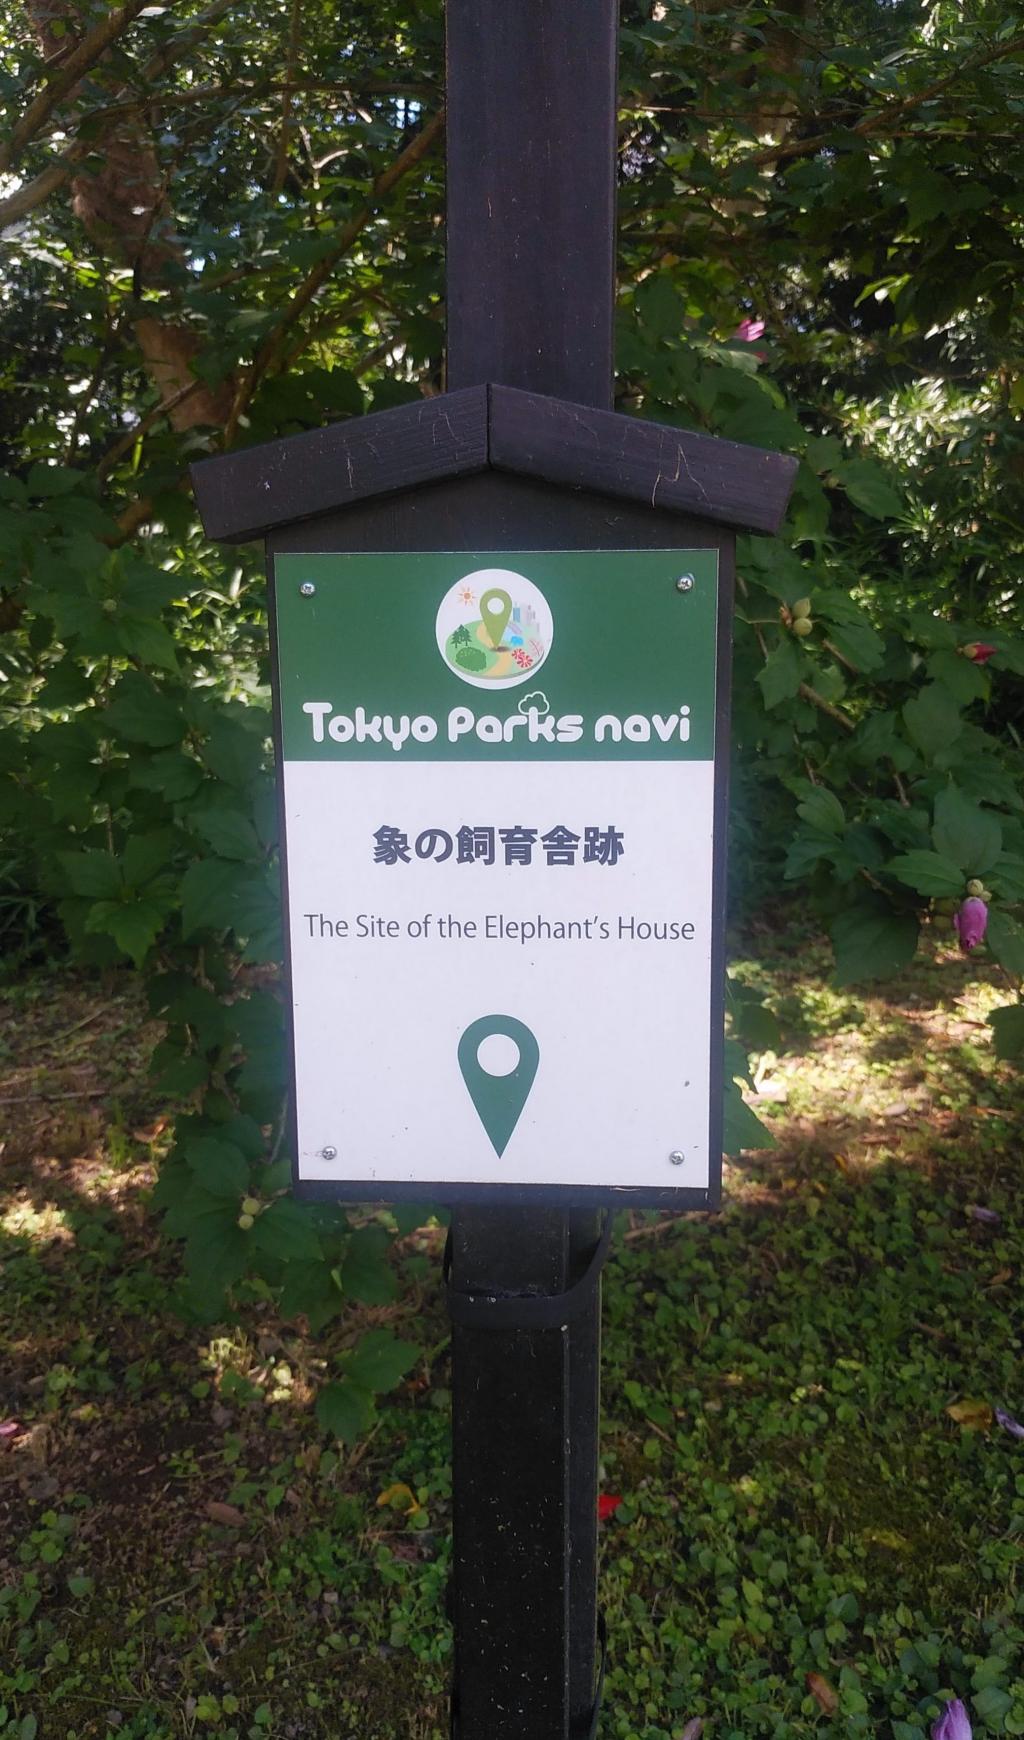 Tokyo Parks navi
象の飼育舎跡
The Site of the Elephant's House